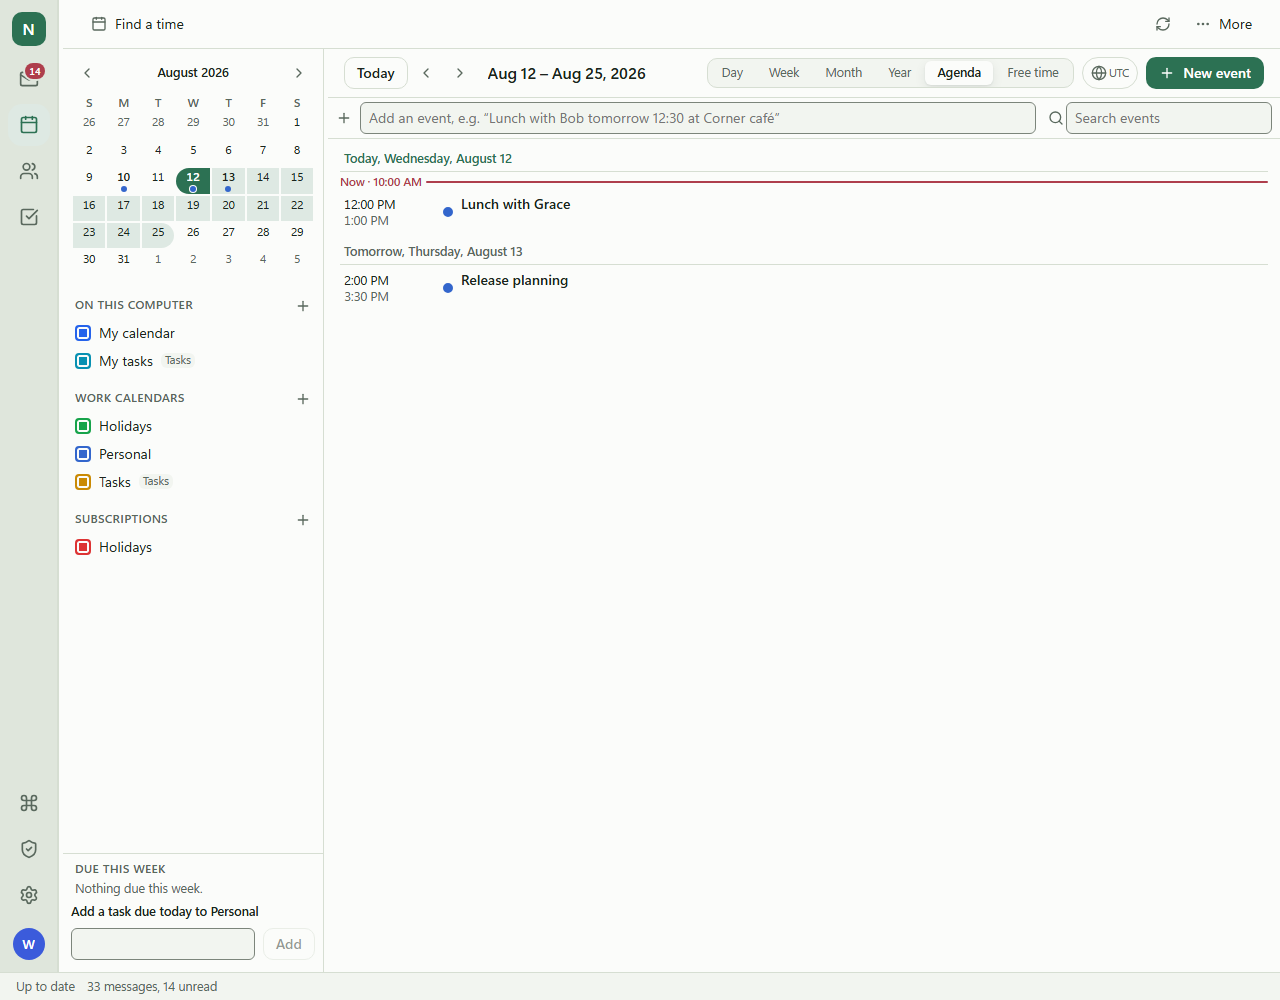 N
Find a time
More
14
August 2026
S M T W T F S
26 27 28 29 30 31 1
2 3 4 5 6 7 8
9 10 11 12 13 14 15
16 17 18 19 20 21 22
23 24 25 26 27 28 29
30 31 1 2 3 4 5
Today
Aug 12 – Aug 25, 2026
Day Week Month Year Agenda Free time
UTC
New event
Add an event, e.g. “Lunch with Bob tomorrow 12:30 at Corner café”
Search events
Today, Wednesday, August 12
Now · 10:00 AM
12:00 PM Lunch with Grace
1:00 PM
Tomorrow, Thursday, August 13
2:00 PM Release planning
3:30 PM
ON THIS COMPUTER
My calendar
My tasks Tasks
WORK CALENDARS
Holidays
Personal
Tasks Tasks
SUBSCRIPTIONS
Holidays
DUE THIS WEEK
Nothing due this week.
Add a task due today to Personal
Add
W
Up to date 33 messages, 14 unread